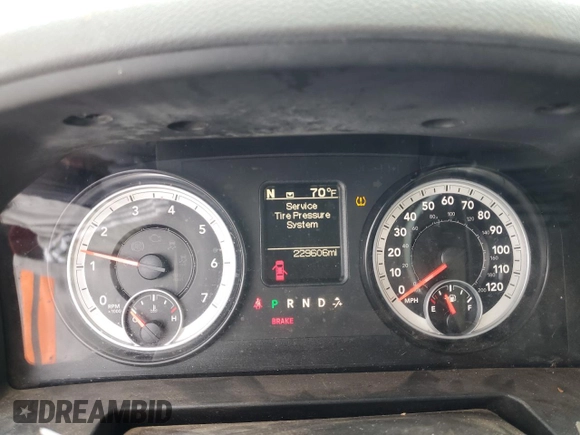 N 70°F
Service
Tire Pressure
System
229606mi
P R N D
BRAKE
0 1 2 3 4 5 6 7
RPM
x1000
C H
0 10 20 30 40 50 60 70 80 90 100 110 120
MPH
E F
DREAMBID